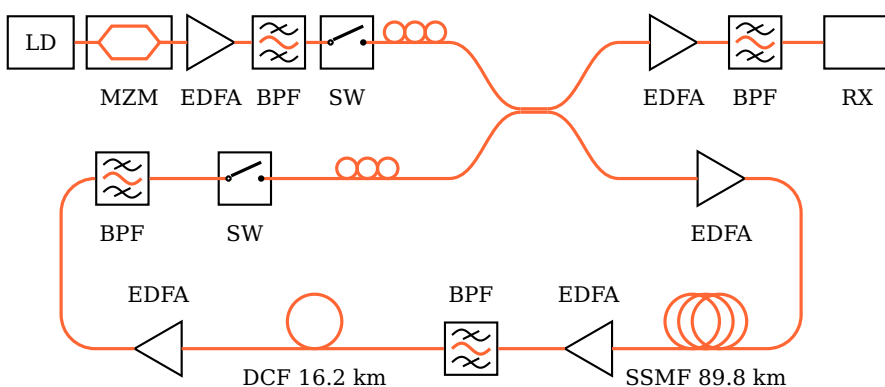 LD
MZM
EDFA
BPF
SW
EDFA
BPF
RX
BPF
SW
EDFA
EDFA
BPF
EDFA
DCF 16.2 km
SSMF 89.8 km